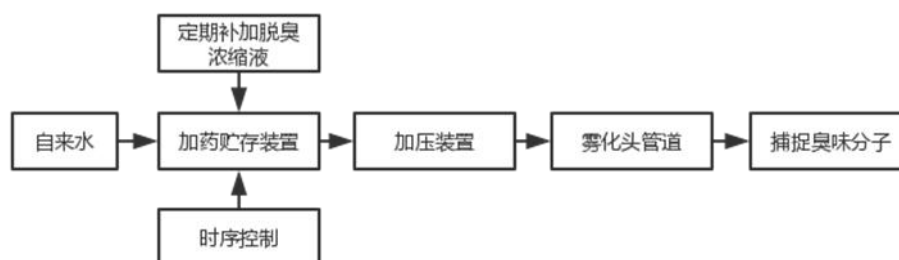 定期补加脱臭
浓缩液
自来水
加药贮存装置
加压装置
雾化头管道
捕捉臭味分子
时序控制